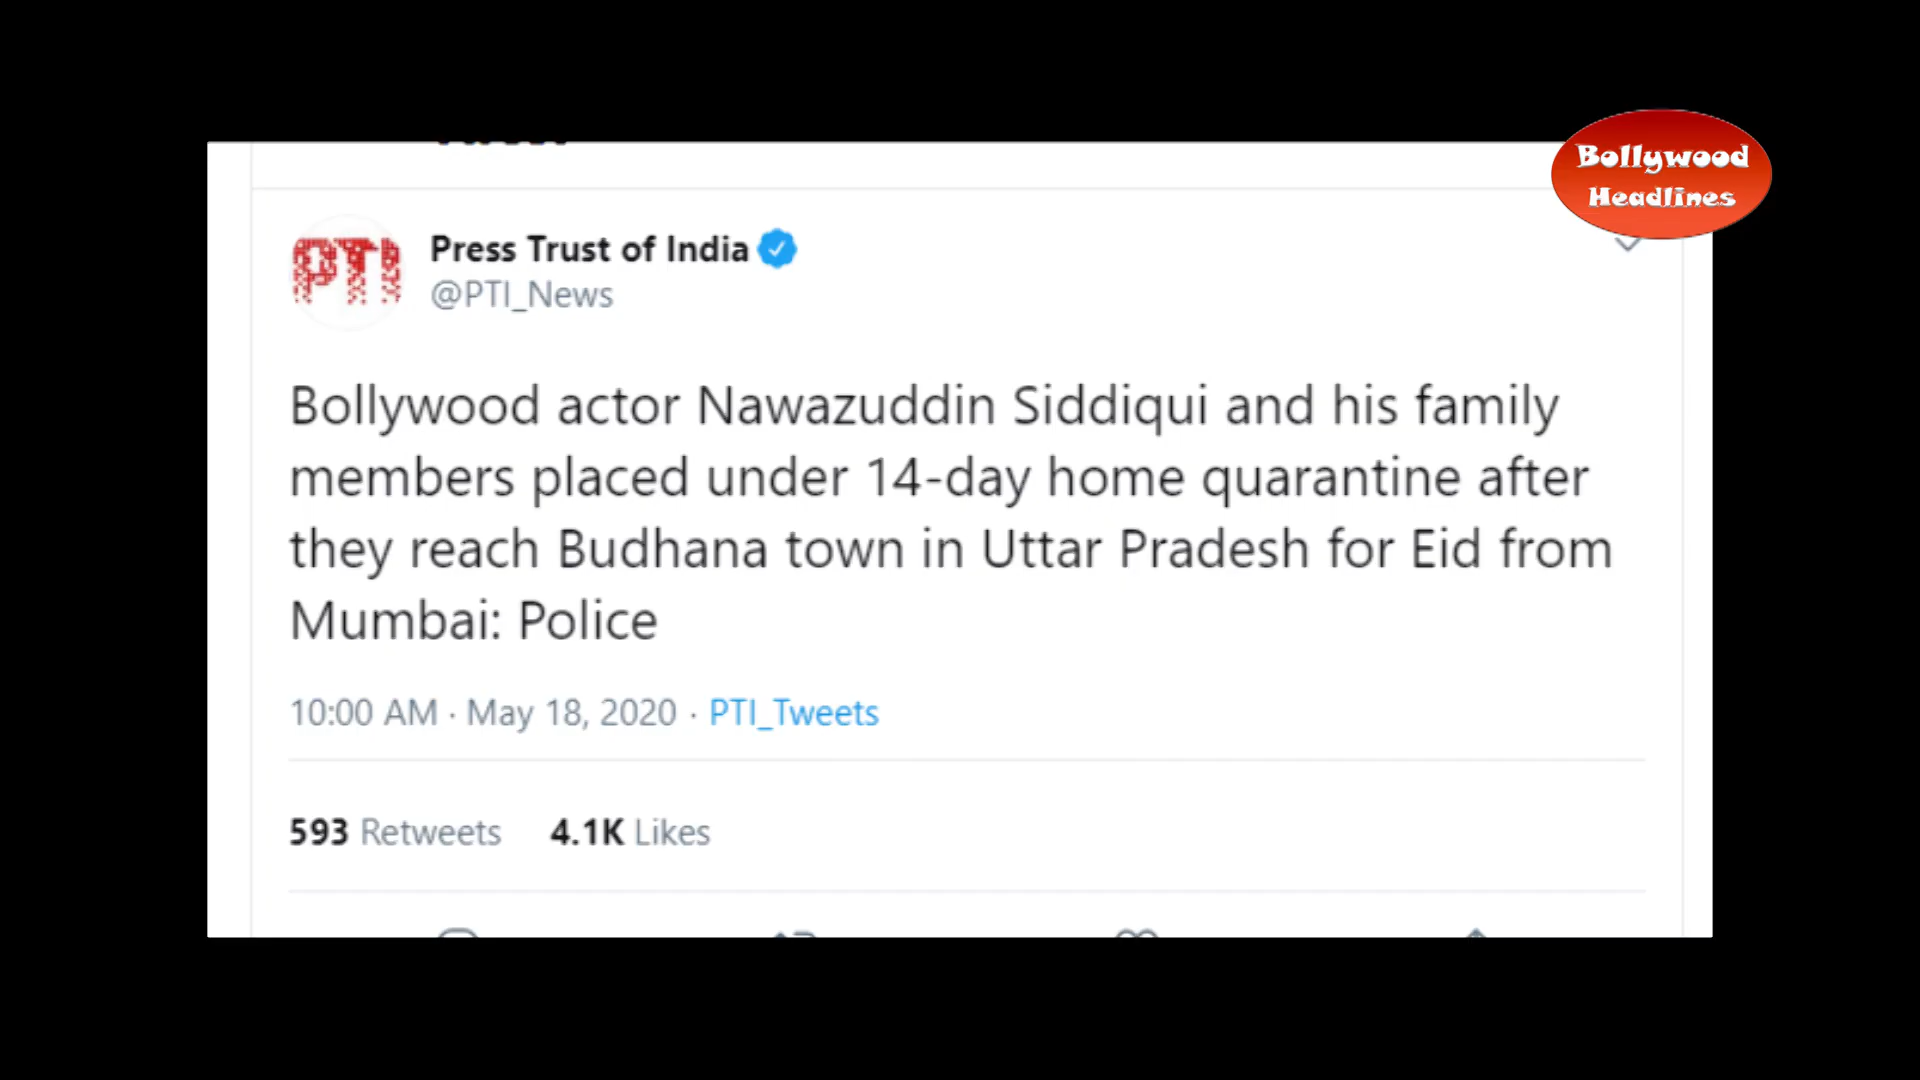 Bollywood
Headlines
PTI
Press Trust of India
@PTI_News
Bollywood actor Nawazuddin Siddiqui and his family
members placed under 14-day home quarantine after
they reach Budhana town in Uttar Pradesh for Eid from
Mumbai: Police
10:00 AM · May 18, 2020 · PTI_Tweets
593 Retweets 4.1K Likes